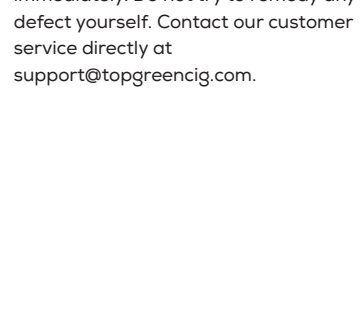 immediately. Do not try to remedy any
defect yourself. Contact our customer
service directly at
support@topgreencig.com.